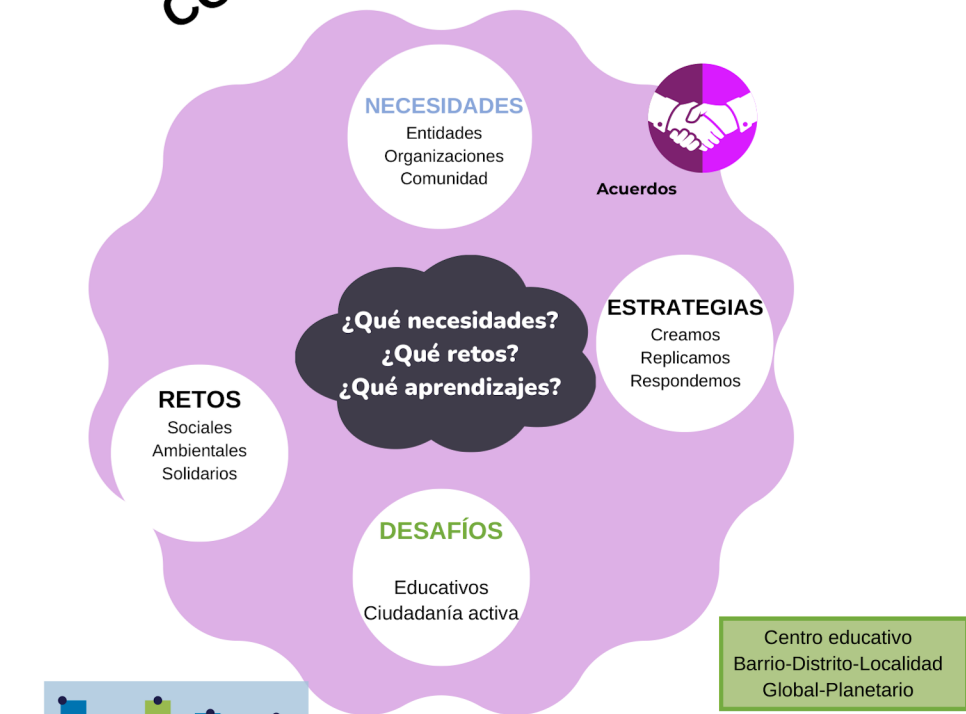 CO
NECESIDADES
Entidades
Organizaciones
Comunidad
Acuerdos
¿Qué necesidades?
¿Qué retos?
¿Qué aprendizajes?
ESTRATEGIAS
Creamos
Replicamos
Respondemos
RETOS
Sociales
Ambientales
Solidarios
DESAFÍOS
Educativos
Ciudadanía activa
Centro educativo
Barrio-Distrito-Localidad
Global-Planetario